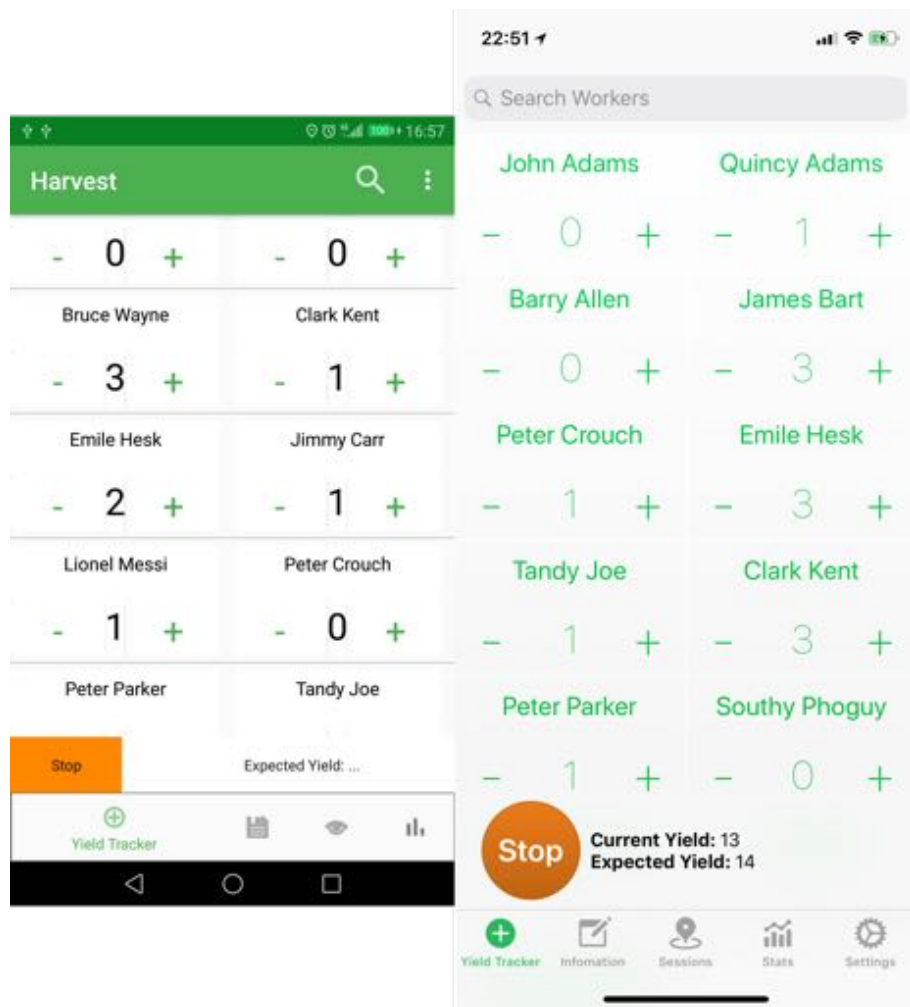 16:57
Harvest
- 0 + - 0 +
Bruce Wayne Clark Kent
- 3 + - 1 +
Emile Hesk Jimmy Carr
- 2 + - 1 +
Lionel Messi Peter Crouch
- 1 + - 0 +
Peter Parker Tandy Joe
Stop Expected Yield: ...
Yield Tracker
22:51
Search Workers
John Adams Quincy Adams
- 0 + - 1 +
Barry Allen James Bart
- 0 + - 3 +
Peter Crouch Emile Hesk
- 1 + - 3 +
Tandy Joe Clark Kent
- 1 + - 3 +
Peter Parker Southy Phoguy
- 1 + - 0 +
Stop
Current Yield: 13
Expected Yield: 14
Yield Tracker Infomation Sessions Stats Settings